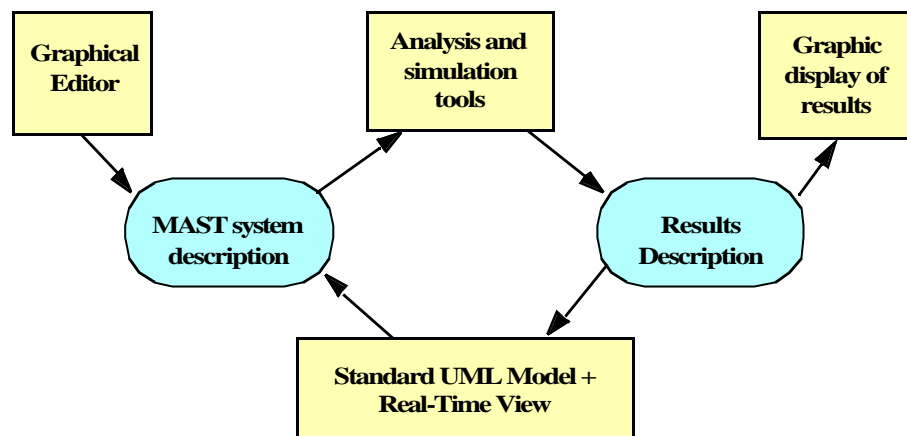 Graphical
Editor
Analysis and
simulation
tools
Graphic
display of
results
MAST system
description
Results
Description
Standard UML Model +
Real-Time View